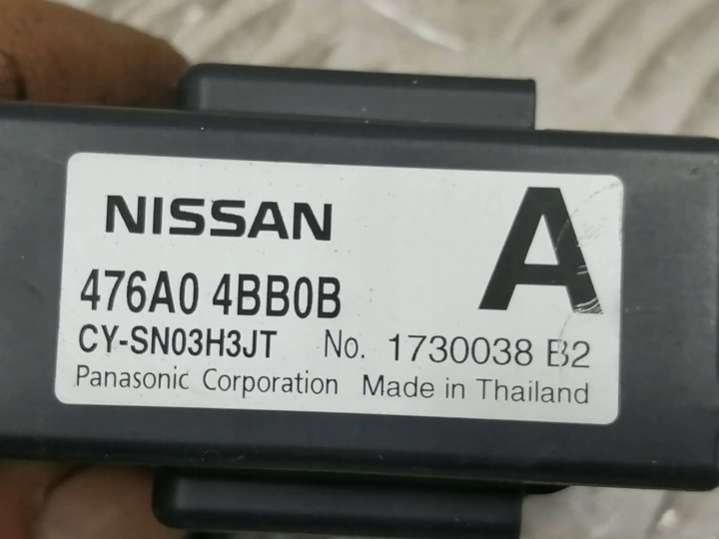 NISSAN
A
476A0 4BB0B
CY-SN03H3JT No. 1730038 B2
Panasonic Corporation Made in Thailand